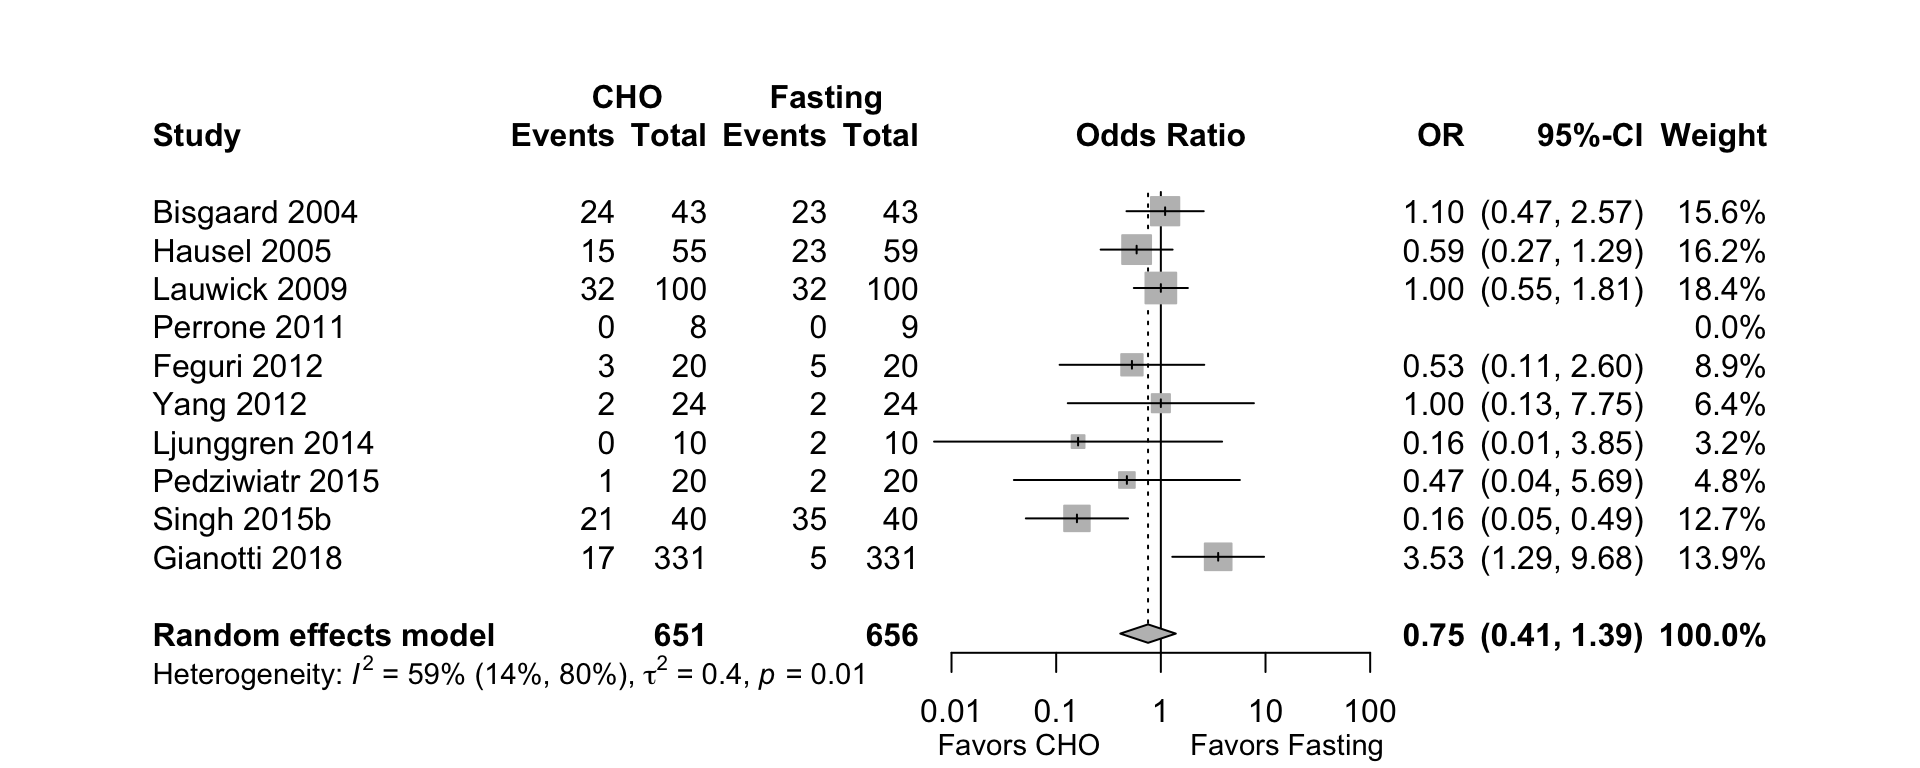 CHO Fasting
Study Events Total Events Total Odds Ratio OR 95%-CI Weight
Bisgaard 2004 24 43 23 43 1.10 (0.47, 2.57) 15.6%
Hausel 2005 15 55 23 59 0.59 (0.27, 1.29) 16.2%
Lauwick 2009 32 100 32 100 1.00 (0.55, 1.81) 18.4%
Perrone 2011 0 8 0 9 0.0%
Feguri 2012 3 20 5 20 0.53 (0.11, 2.60) 8.9%
Yang 2012 2 24 2 24 1.00 (0.13, 7.75) 6.4%
Ljunggren 2014 0 10 2 10 0.16 (0.01, 3.85) 3.2%
Pedziwiatr 2015 1 20 2 20 0.47 (0.04, 5.69) 4.8%
Singh 2015b 21 40 35 40 0.16 (0.05, 0.49) 12.7%
Gianotti 2018 17 331 5 331 3.53 (1.29, 9.68) 13.9%
Random effects model 651 656 0.75 (0.41, 1.39) 100.0%
Heterogeneity: I² = 59% (14%, 80%), τ² = 0.4, p = 0.01
0.01 0.1 1 10 100
Favors CHO Favors Fasting